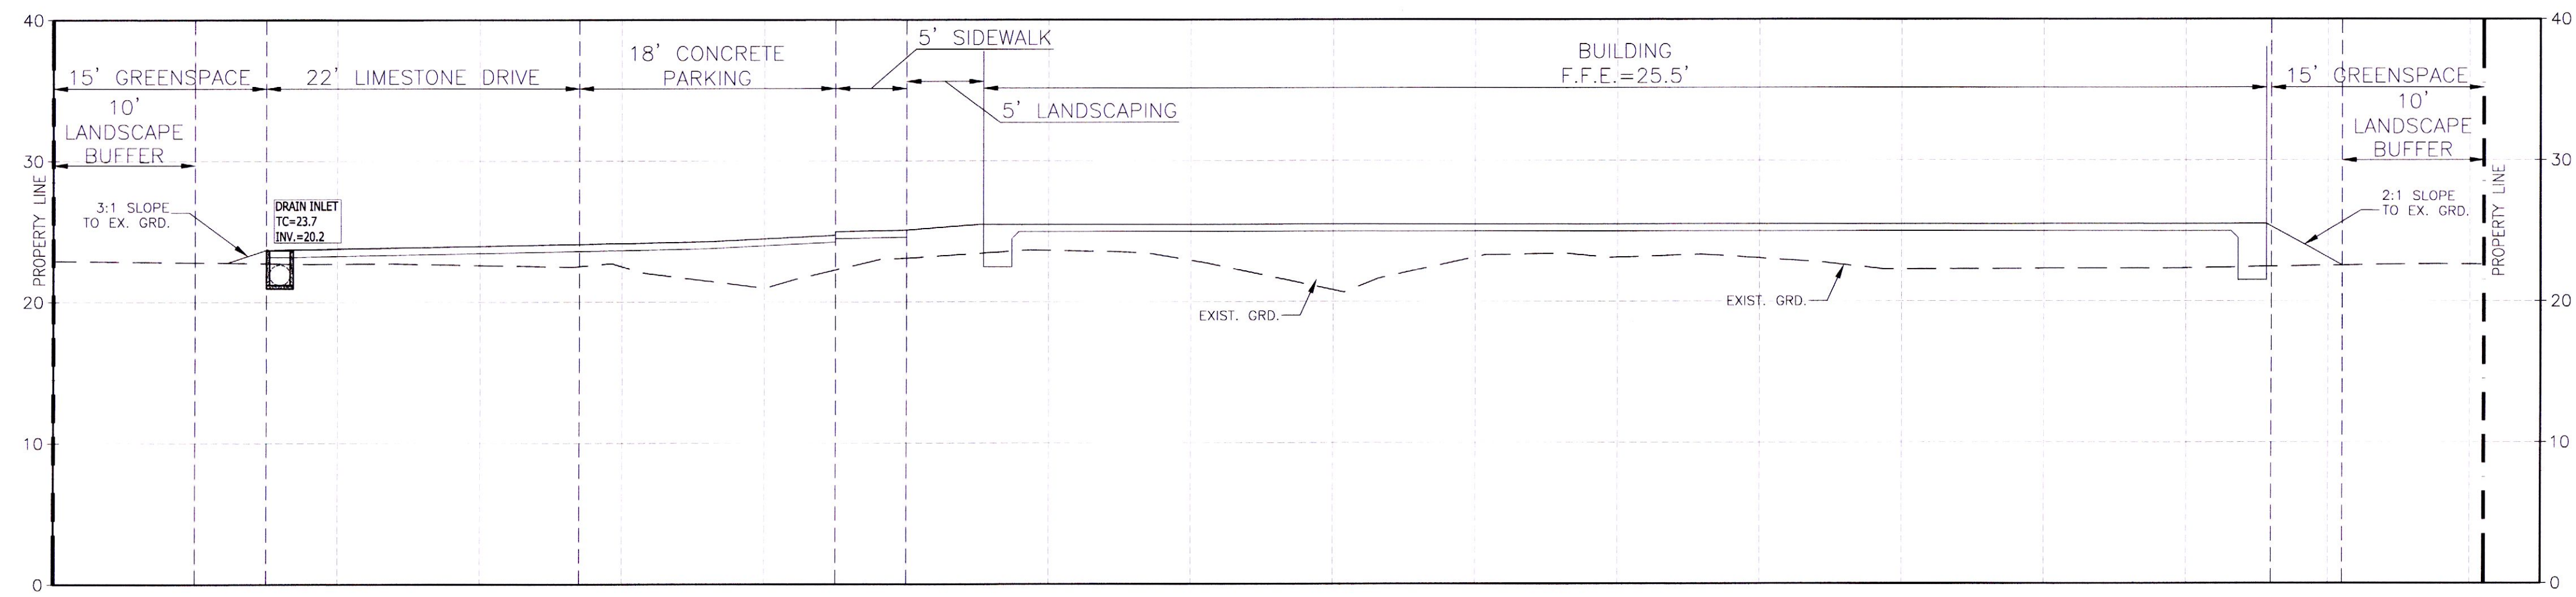 40
30
20
10
0
15' GREENSPACE
10'
LANDSCAPE
BUFFER
22' LIMESTONE DRIVE
18' CONCRETE
PARKING
5' SIDEWALK
5' LANDSCAPING
BUILDING
F.F.E.=25.5'
15' GREENSPACE
10'
LANDSCAPE
BUFFER
PROPERTY LINE
3:1 SLOPE
TO EX. GRD.
DRAIN INLET
TC=23.7
INV.=20.2
EXIST. GRD.
EXIST. GRD.
2:1 SLOPE
TO EX. GRD.
PROPERTY LINE
40
30
20
10
0